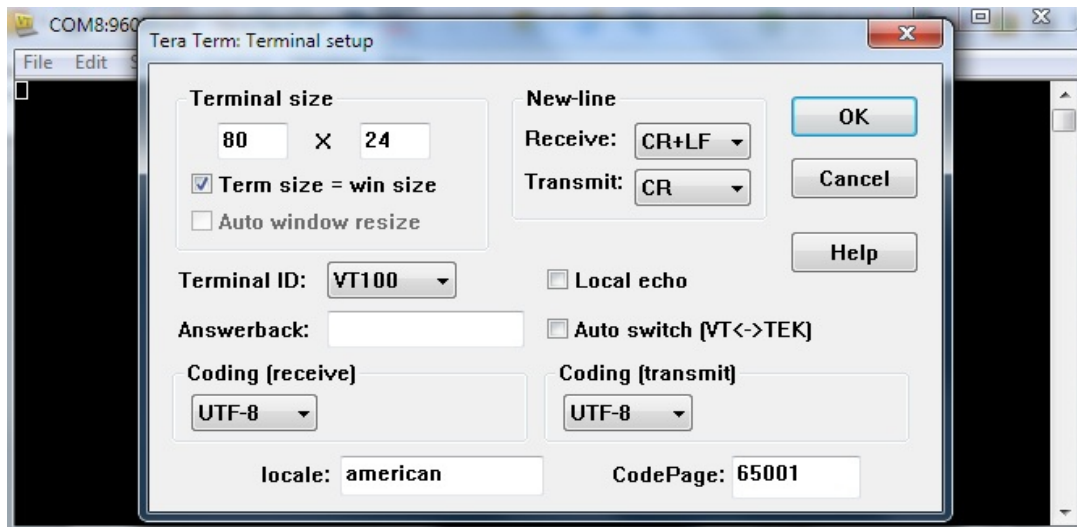 COM8:960
Tera Term: Terminal setup
File Edit S
Terminal size
80 X 24
Term size = win size
Auto window resize
New-line
Receive: CR+LF
Transmit: CR
OK
Cancel
Help
Terminal ID: VT100
Local echo
Answerback:
Auto switch (VT<->TEK)
Coding (receive)
UTF-8
Coding (transmit)
UTF-8
locale: american
CodePage: 65001